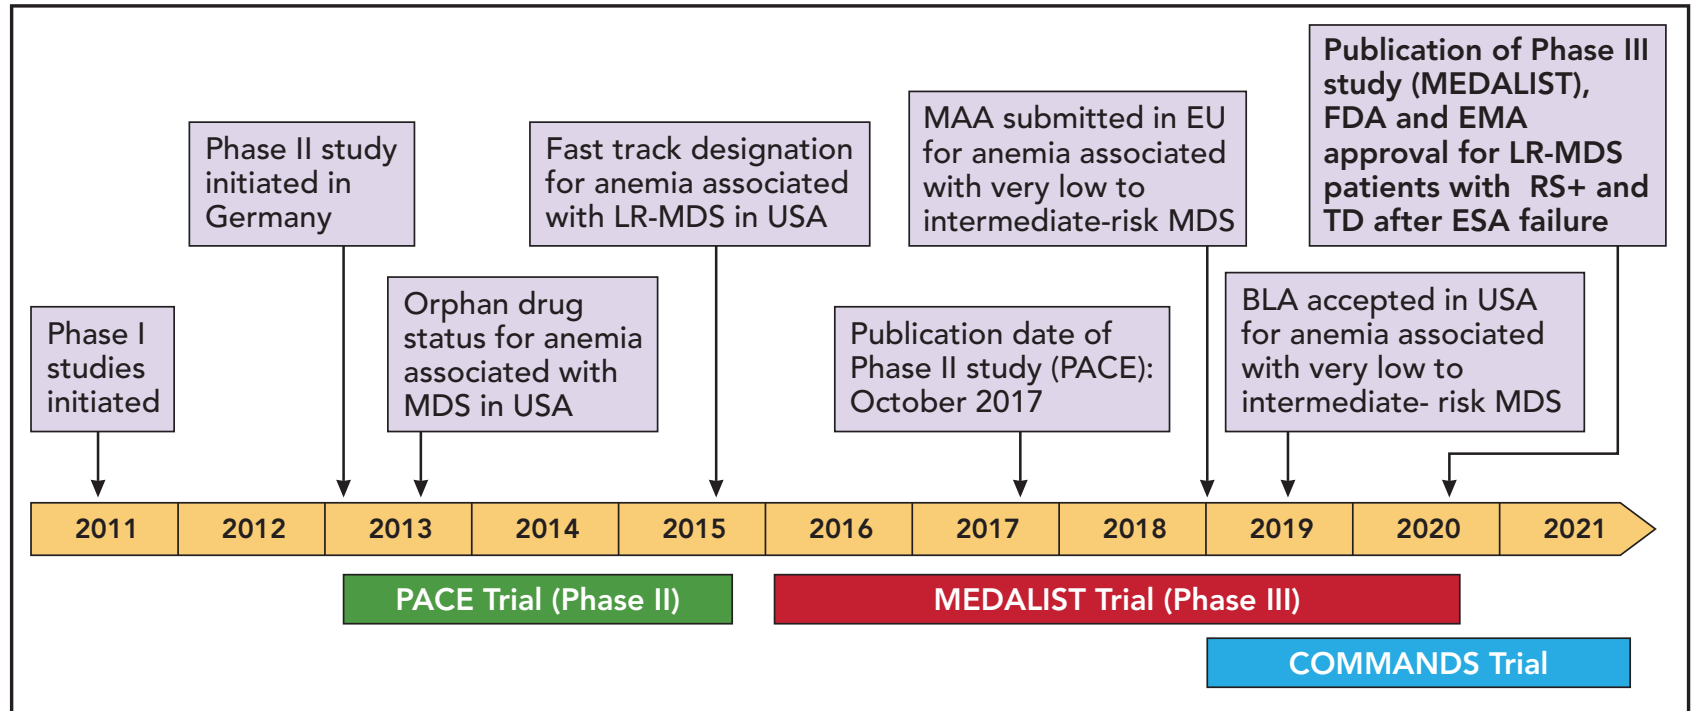 Phase I
studies
initiated
Phase II study
initiated in
Germany
Orphan drug
status for anemia
associated with
MDS in USA
Fast track designation
for anemia associated
with LR-MDS in USA
Publication date of
Phase II study (PACE):
October 2017
MAA submitted in EU
for anemia associated
with very low to
intermediate-risk MDS
BLA accepted in USA
for anemia associated
with very low to
intermediate- risk MDS
Publication of Phase III
study (MEDALIST),
FDA and EMA
approval for LR-MDS
patients with RS+ and
TD after ESA failure
2011 2012 2013 2014 2015 2016 2017 2018 2019 2020 2021
PACE Trial (Phase II)
MEDALIST Trial (Phase III)
COMMANDS Trial